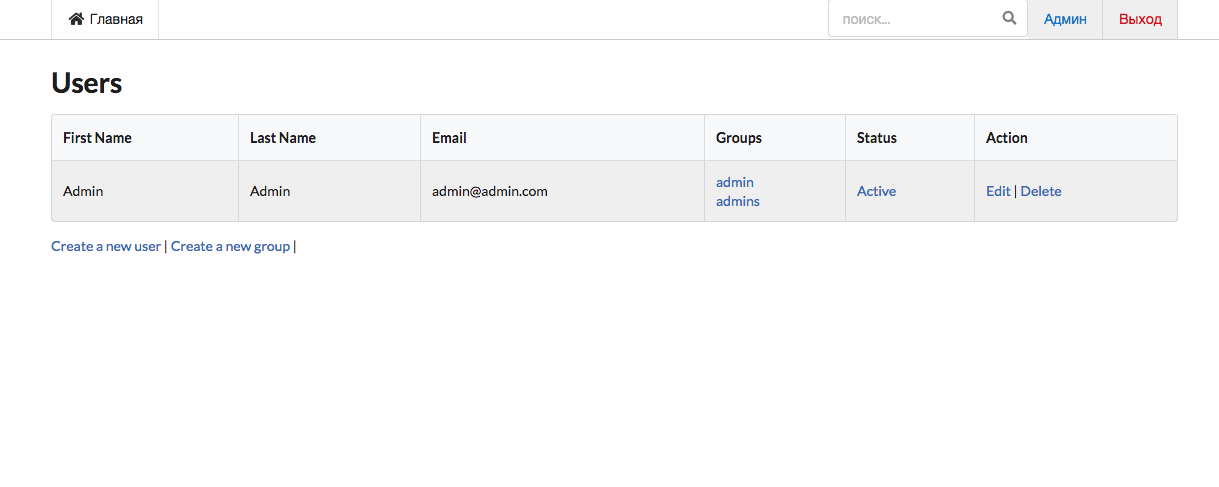 Главная поиск... Админ Выход
Users
First Name Last Name Email Groups Status Action
Admin Admin admin@admin.com admin Active Edit | Delete
admins
Create a new user | Create a new group |